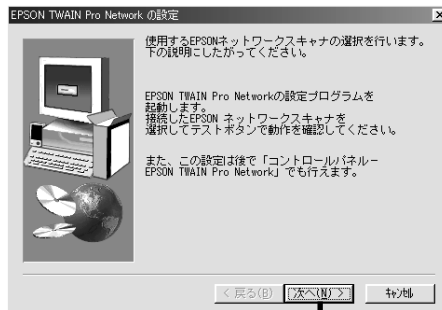 EPSON TWAIN Pro Network の設定
使用するEPSONネットワークスキャナの選択を行います。
下の説明にしたがってください。
EPSON TWAIN Pro Networkの設定プログラムを
起動します。
接続したEPSON ネットワークスキャナを
選択してテストボタンで動作を確認してください。
また、この設定は後で「コントロールパネル－
EPSON TWAIN Pro Network」でも行えます。
< 戻る(B)
次へ(N) >
キャンセル